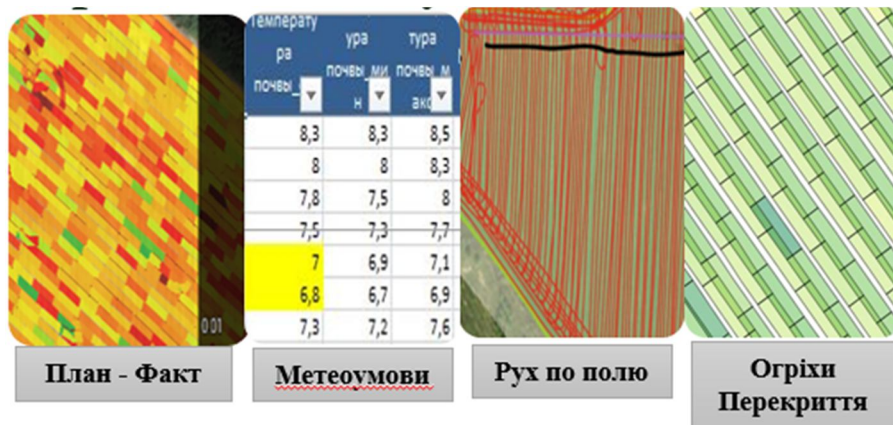 Температу ура тура
ра почвы_ми почвы_м
почвы_ н акс
8,3 8,3 8,5
8 8 8,3
7,8 7,5 8
7,5 7,3 7,7
7 6,9 7,1
6,8 6,7 6,9
7,3 7,2 7,6
001
План - Факт
Метеоумови
Рух по полю
Огріхи
Перекриття